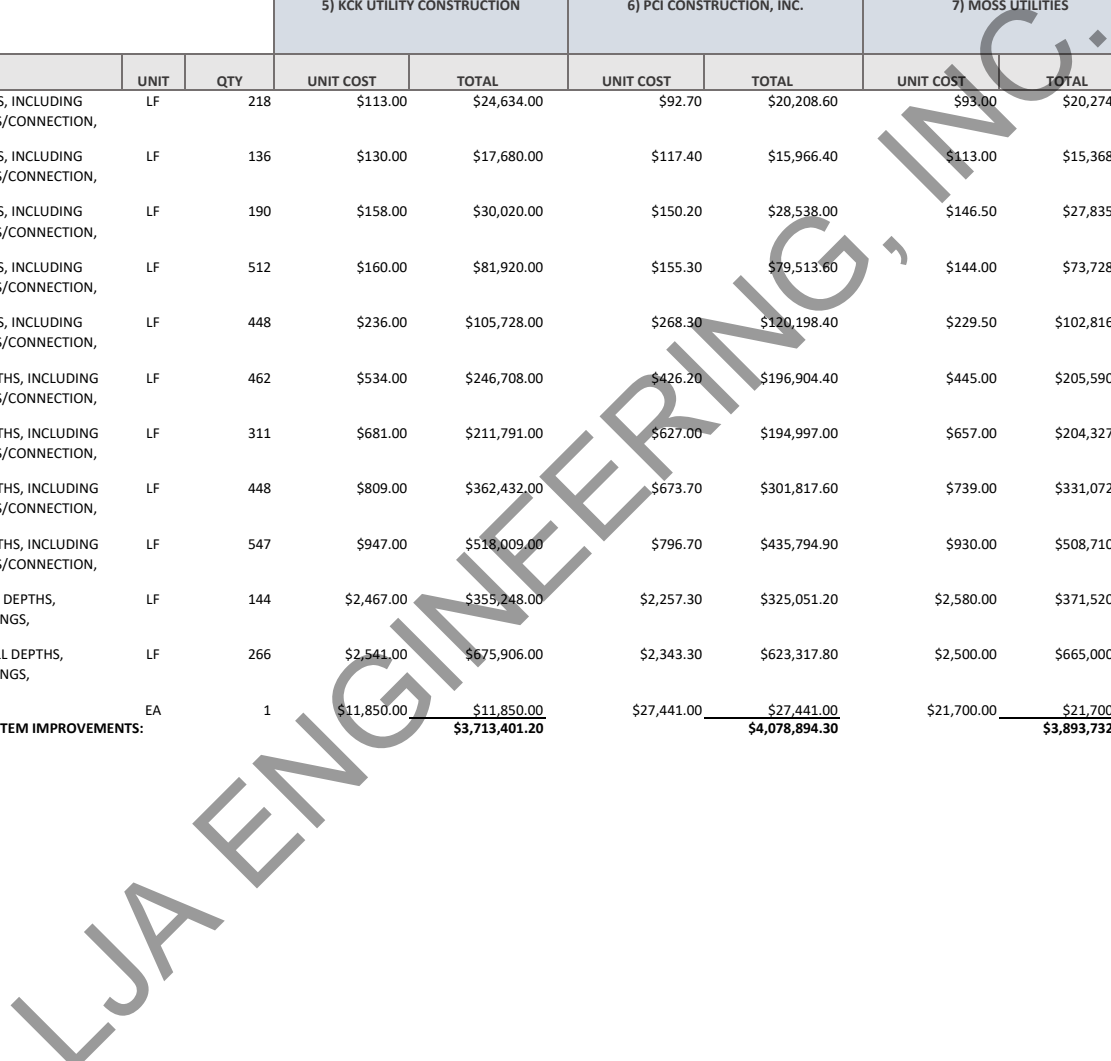 5) KCK UTILITY CONSTRUCTION 6) PCI CONSTRUCTION, INC. 7) MOSS UTILITIES
UNIT QTY UNIT COST TOTAL UNIT COST TOTAL UNIT COST TOTAL
S, INCLUDING LF 218 $113.00 $24,634.00 $92.70 $20,208.60 $93.00 $20,274
S/CONNECTION,
S, INCLUDING LF 136 $130.00 $17,680.00 $117.40 $15,966.40 $113.00 $15,368
S/CONNECTION,
S, INCLUDING LF 190 $158.00 $30,020.00 $150.20 $28,538.00 $146.50 $27,835
S/CONNECTION,
S, INCLUDING LF 512 $160.00 $81,920.00 $155.30 $79,513.60 $144.00 $73,728
S/CONNECTION,
S, INCLUDING LF 448 $236.00 $105,728.00 $268.30 $120,198.40 $229.50 $102,816
S/CONNECTION,
THS, INCLUDING LF 462 $534.00 $246,708.00 $426.20 $196,904.40 $445.00 $205,590
S/CONNECTION,
THS, INCLUDING LF 311 $681.00 $211,791.00 $627.00 $194,997.00 $657.00 $204,327
S/CONNECTION,
THS, INCLUDING LF 448 $809.00 $362,432.00 $673.70 $301,817.60 $739.00 $331,072
S/CONNECTION,
THS, INCLUDING LF 547 $947.00 $518,009.00 $796.70 $435,794.90 $930.00 $508,710
S/CONNECTION,
DEPTHS, LF 144 $2,467.00 $355,248.00 $2,257.30 $325,051.20 $2,580.00 $371,520
NGS,
L DEPTHS, LF 266 $2,541.00 $675,906.00 $2,343.30 $623,317.80 $2,500.00 $665,000
NGS,
EA 1 $11,850.00 $11,850.00 $27,441.00 $27,441.00 $21,700.00 $21,700
TEM IMPROVEMENTS: $3,713,401.20 $4,078,894.30 $3,893,732
LJA ENGINEERING, INC.